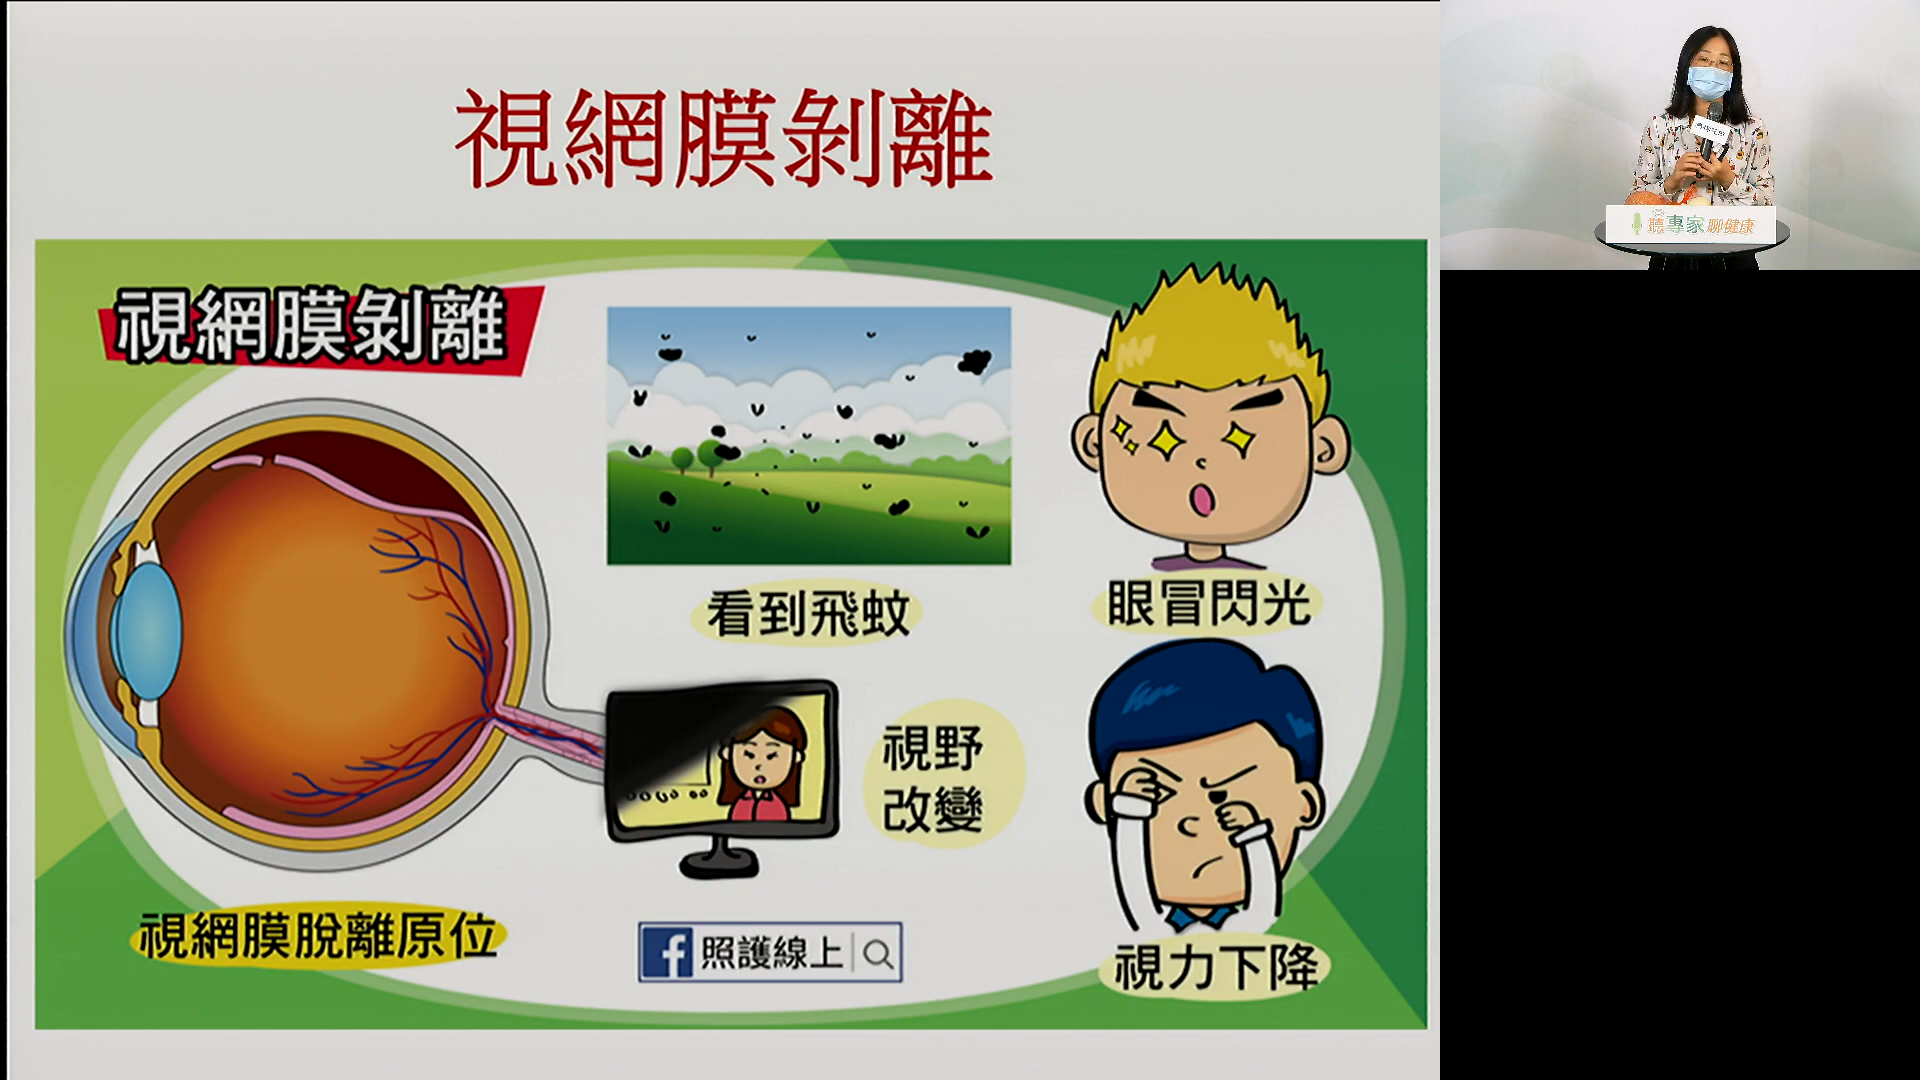 視網膜剝離
視網膜剝離
看到飛蚊
眼冒閃光
視野
改變
視網膜脫離原位
照護線上
視力下降
聽專家聊健康